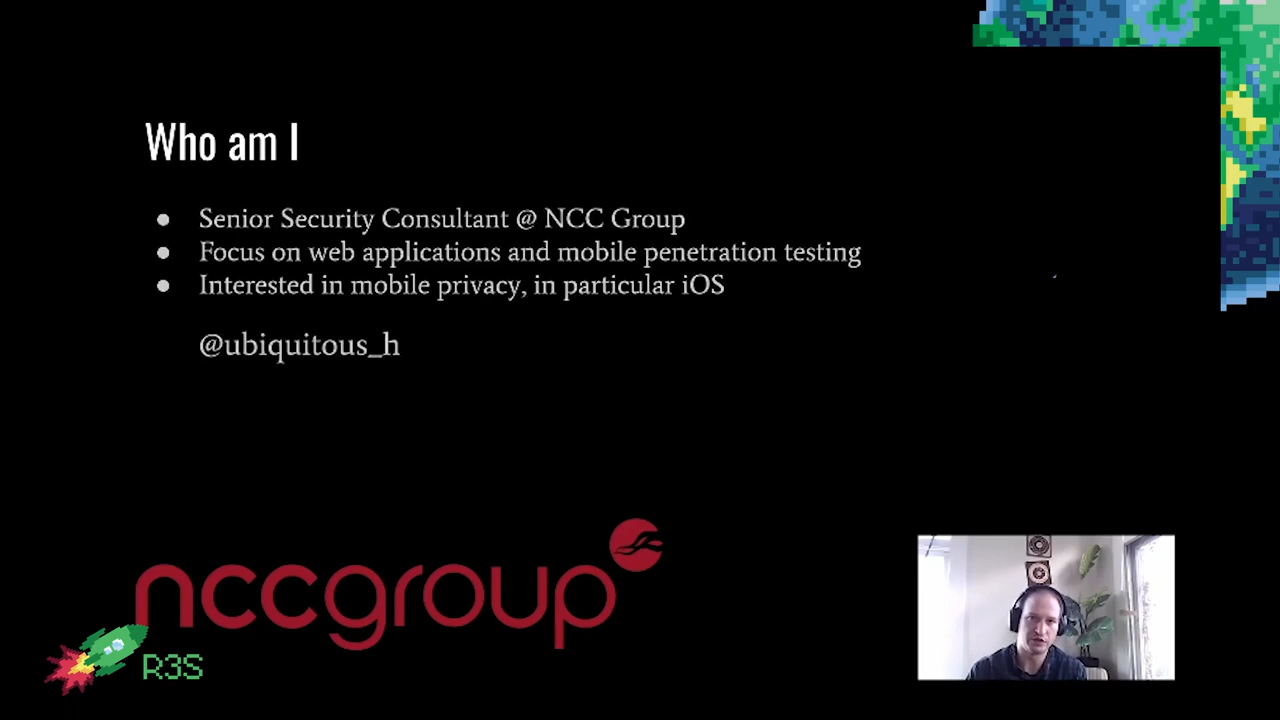 Who am I
● Senior Security Consultant @ NCC Group
● Focus on web applications and mobile penetration testing
● Interested in mobile privacy, in particular iOS
@ubiquitous_h
nccgroup
R3S